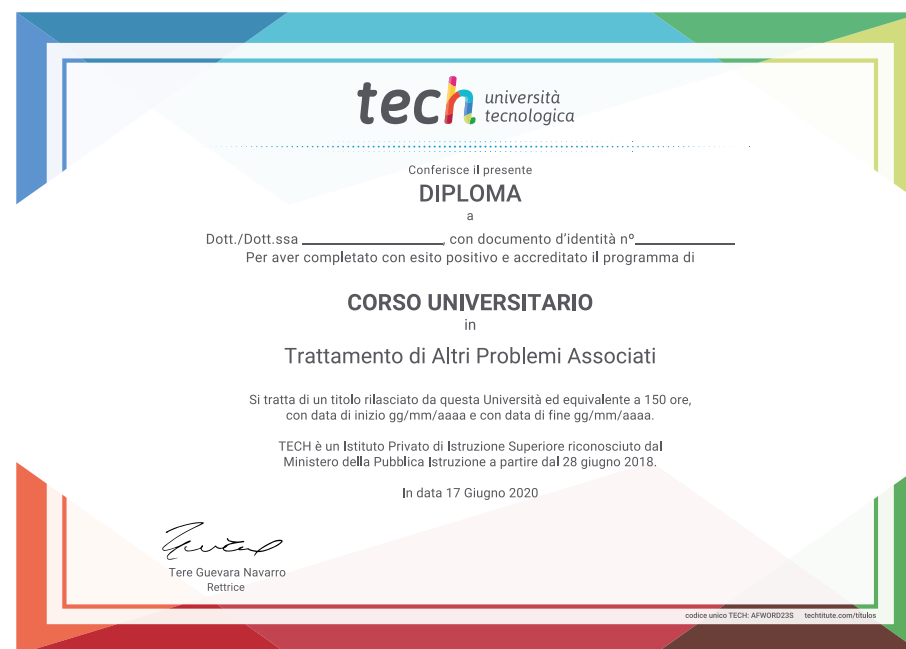 tech università
tecnologica
Conferisce il presente
DIPLOMA
a
Dott./Dott.ssa ____________________, con documento d'identità nº______________
Per aver completato con esito positivo e accreditato il programma di
CORSO UNIVERSITARIO
in
Trattamento di Altri Problemi Associati
Si tratta di un titolo rilasciato da questa Università ed equivalente a 150 ore,
con data di inizio gg/mm/aaaa e con data di fine gg/mm/aaaa.
TECH è un Istituto Privato di Istruzione Superiore riconosciuto dal
Ministero della Pubblica Istruzione a partire dal 28 giugno 2018.
In data 17 Giugno 2020
Tere Guevara Navarro
Rettrice
codice unico TECH: AFWORD23S techtitute.com/títulos